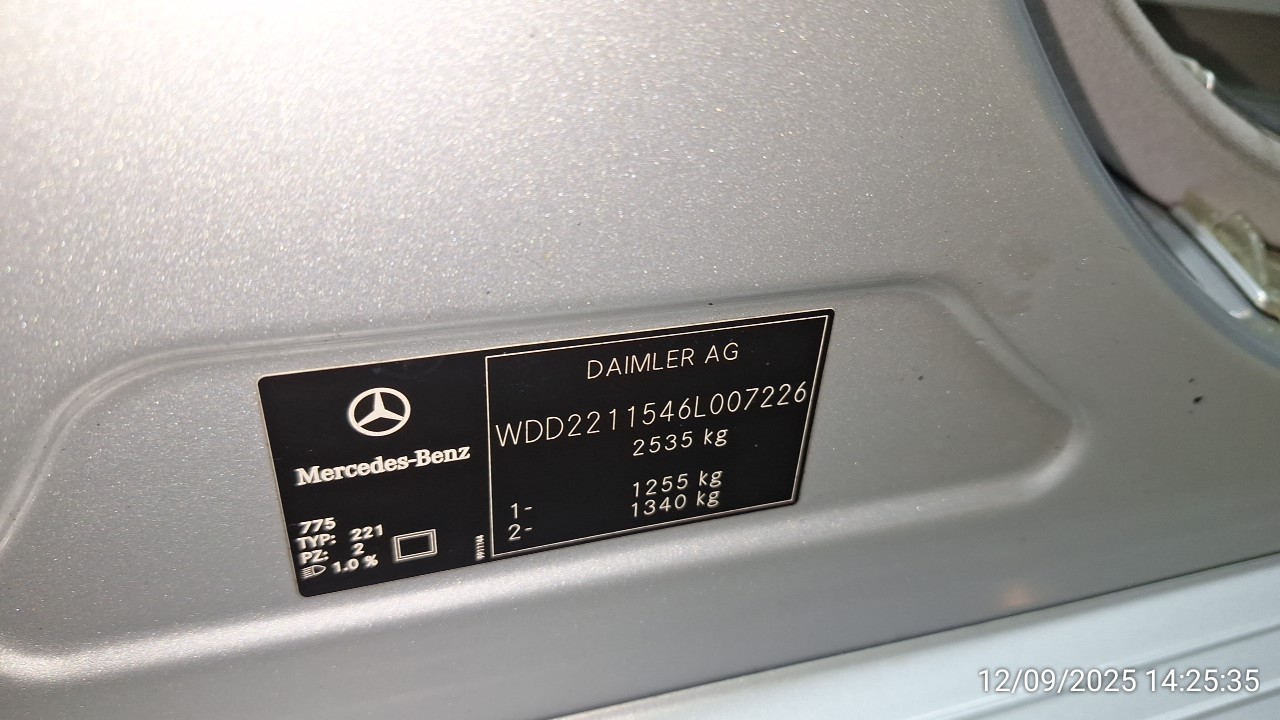 Mercedes-Benz
775
TYP: 221
PZ: 2
1.0 %
DAIMLER AG
WDD2211546L007226
2535 kg
1- 1255 kg
2- 1340 kg
12/09/2025 14:25:35